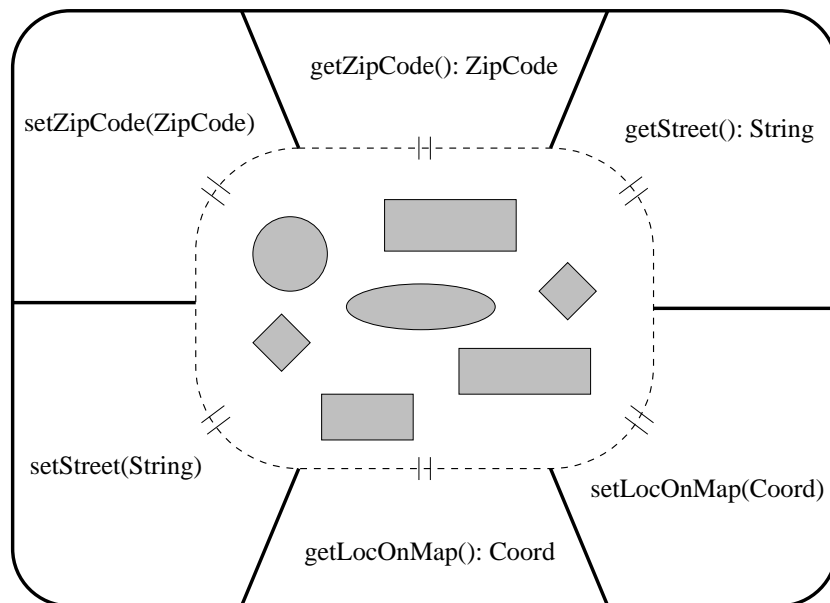 getZipCode(): ZipCode
setZipCode(ZipCode)
getStreet(): String
setStreet(String)
setLocOnMap(Coord)
getLocOnMap(): Coord